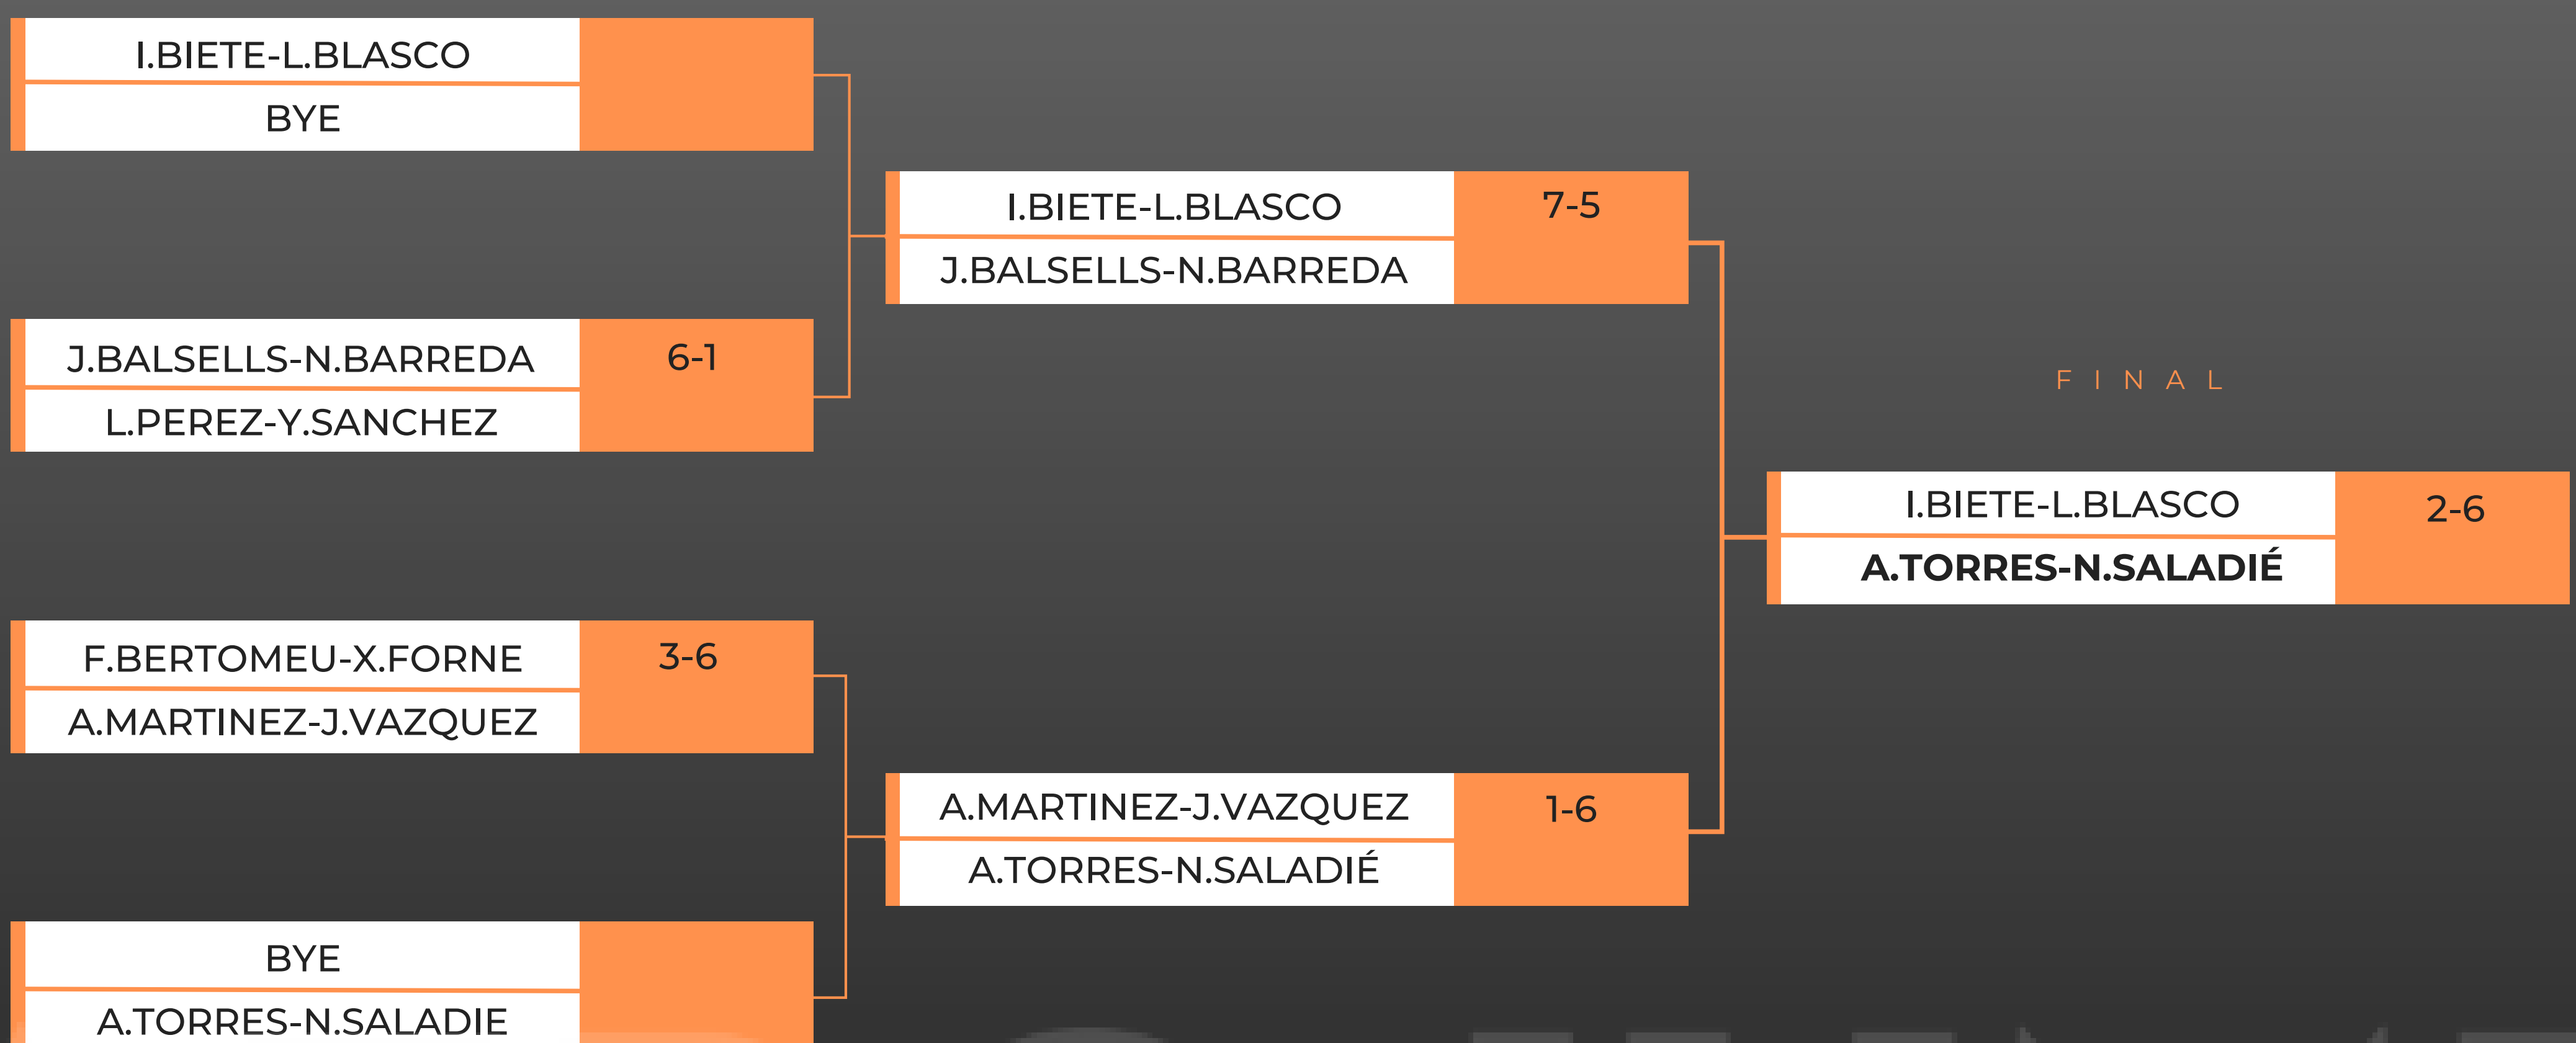 I.BIETE-L.BLASCO
BYE
J.BALSELLS-N.BARREDA 6-1
L.PEREZ-Y.SANCHEZ
F.BERTOMEU-X.FORNE 3-6
A.MARTINEZ-J.VAZQUEZ
BYE
A.TORRES-N.SALADIE
I.BIETE-L.BLASCO 7-5
J.BALSELLS-N.BARREDA
A.MARTINEZ-J.VAZQUEZ 1-6
A.TORRES-N.SALADIÉ
FINAL
I.BIETE-L.BLASCO 2-6
A.TORRES-N.SALADIÉ